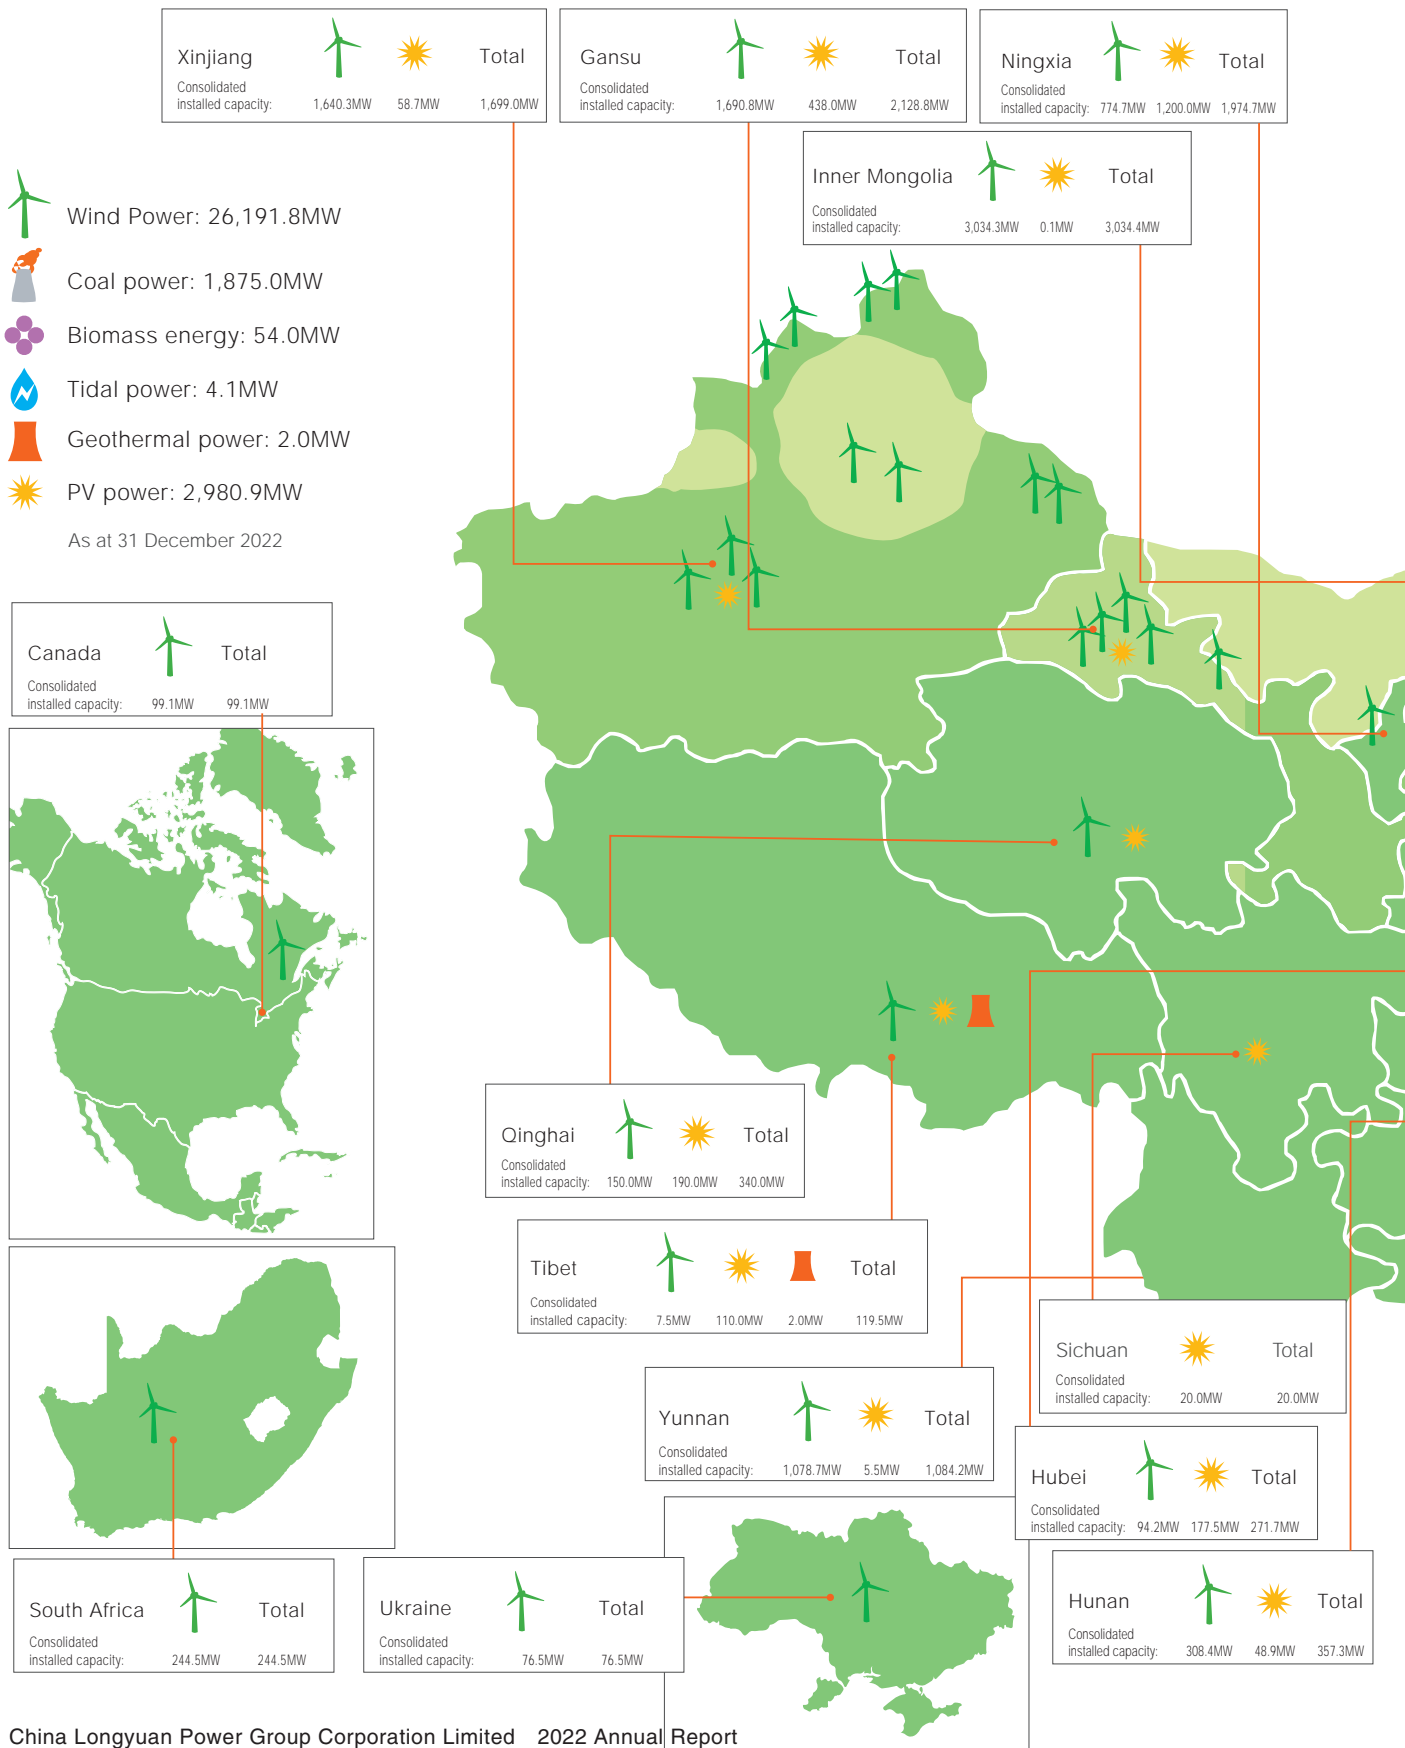 Xinjiang Total
Consolidated
installed capacity: 1,640.3MW 58.7MW 1,699.0MW
Gansu Total
Consolidated
installed capacity: 1,690.8MW 438.0MW 2,128.8MW
Ningxia Total
Consolidated
installed capacity: 774.7MW 1,200.0MW 1,974.7MW
Inner Mongolia Total
Consolidated
installed capacity: 3,034.3MW 0.1MW 3,034.4MW
Wind Power: 26,191.8MW
Coal power: 1,875.0MW
Biomass energy: 54.0MW
Tidal power: 4.1MW
Geothermal power: 2.0MW
PV power: 2,980.9MW
As at 31 December 2022
Canada Total
Consolidated
installed capacity: 99.1MW 99.1MW
Qinghai Total
Consolidated
installed capacity: 150.0MW 190.0MW 340.0MW
Tibet Total
Consolidated
installed capacity: 7.5MW 110.0MW 2.0MW 119.5MW
Sichuan Total
Consolidated
installed capacity: 20.0MW 20.0MW
Yunnan Total
Consolidated
installed capacity: 1,078.7MW 5.5MW 1,084.2MW
Hubei Total
Consolidated
installed capacity: 94.2MW 177.5MW 271.7MW
South Africa Total
Consolidated
installed capacity: 244.5MW 244.5MW
Ukraine Total
Consolidated
installed capacity: 76.5MW 76.5MW
Hunan Total
Consolidated
installed capacity: 308.4MW 48.9MW 357.3MW
China Longyuan Power Group Corporation Limited 2022 Annual Report